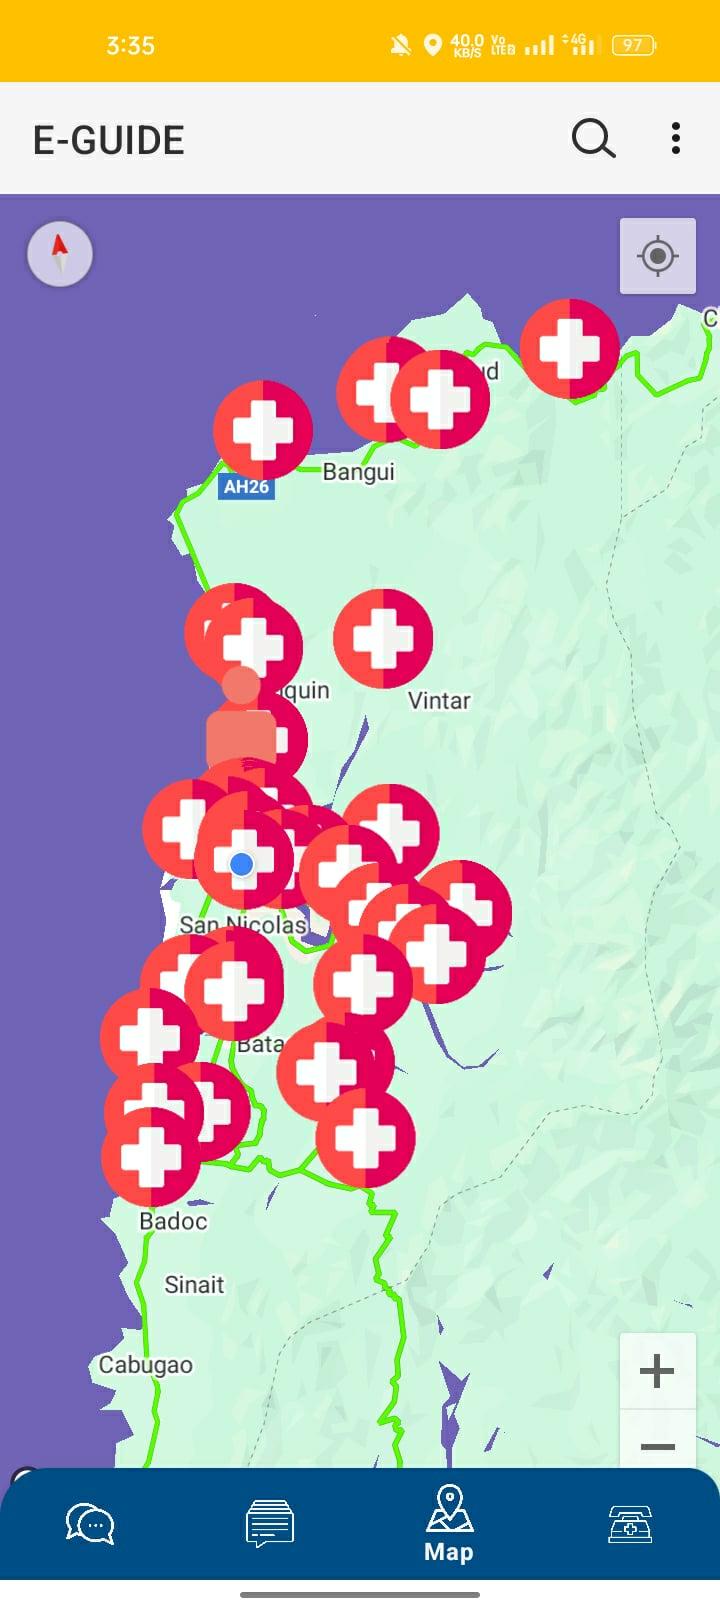 3:35
40.0
KB/S
Vo
LTE2
4G
97
E-GUIDE
C
ud
AH26
Bangui
quin
Vintar
San Nicolas
Bata
Badoc
Sinait
Cabugao
+
−
Map